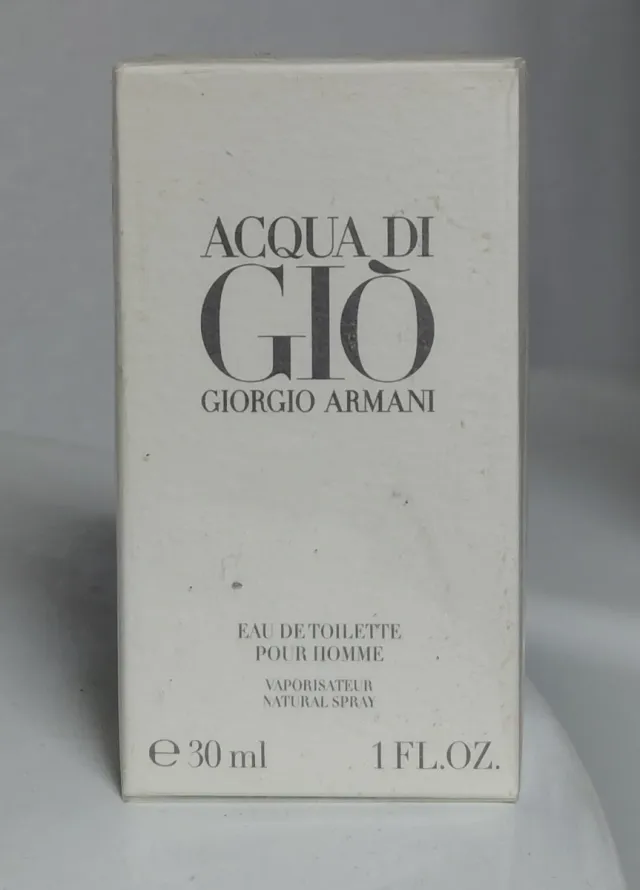 ACQUA DI
GIÒ
GIORGIO ARMANI
EAU DE TOILETTE
POUR HOMME
VAPORISATEUR
NATURAL SPRAY
℮ 30 ml 1 FL.OZ.